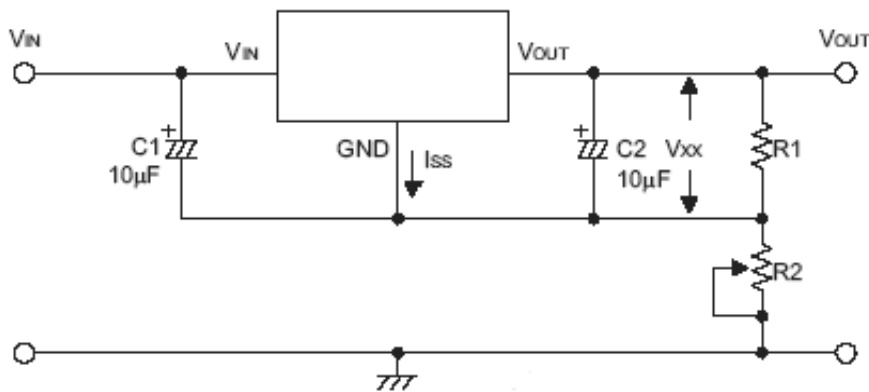 VIN
VIN
VOUT
VOUT
C1
10μF
GND
ISS
C2
10μF
VXX
R1
R2